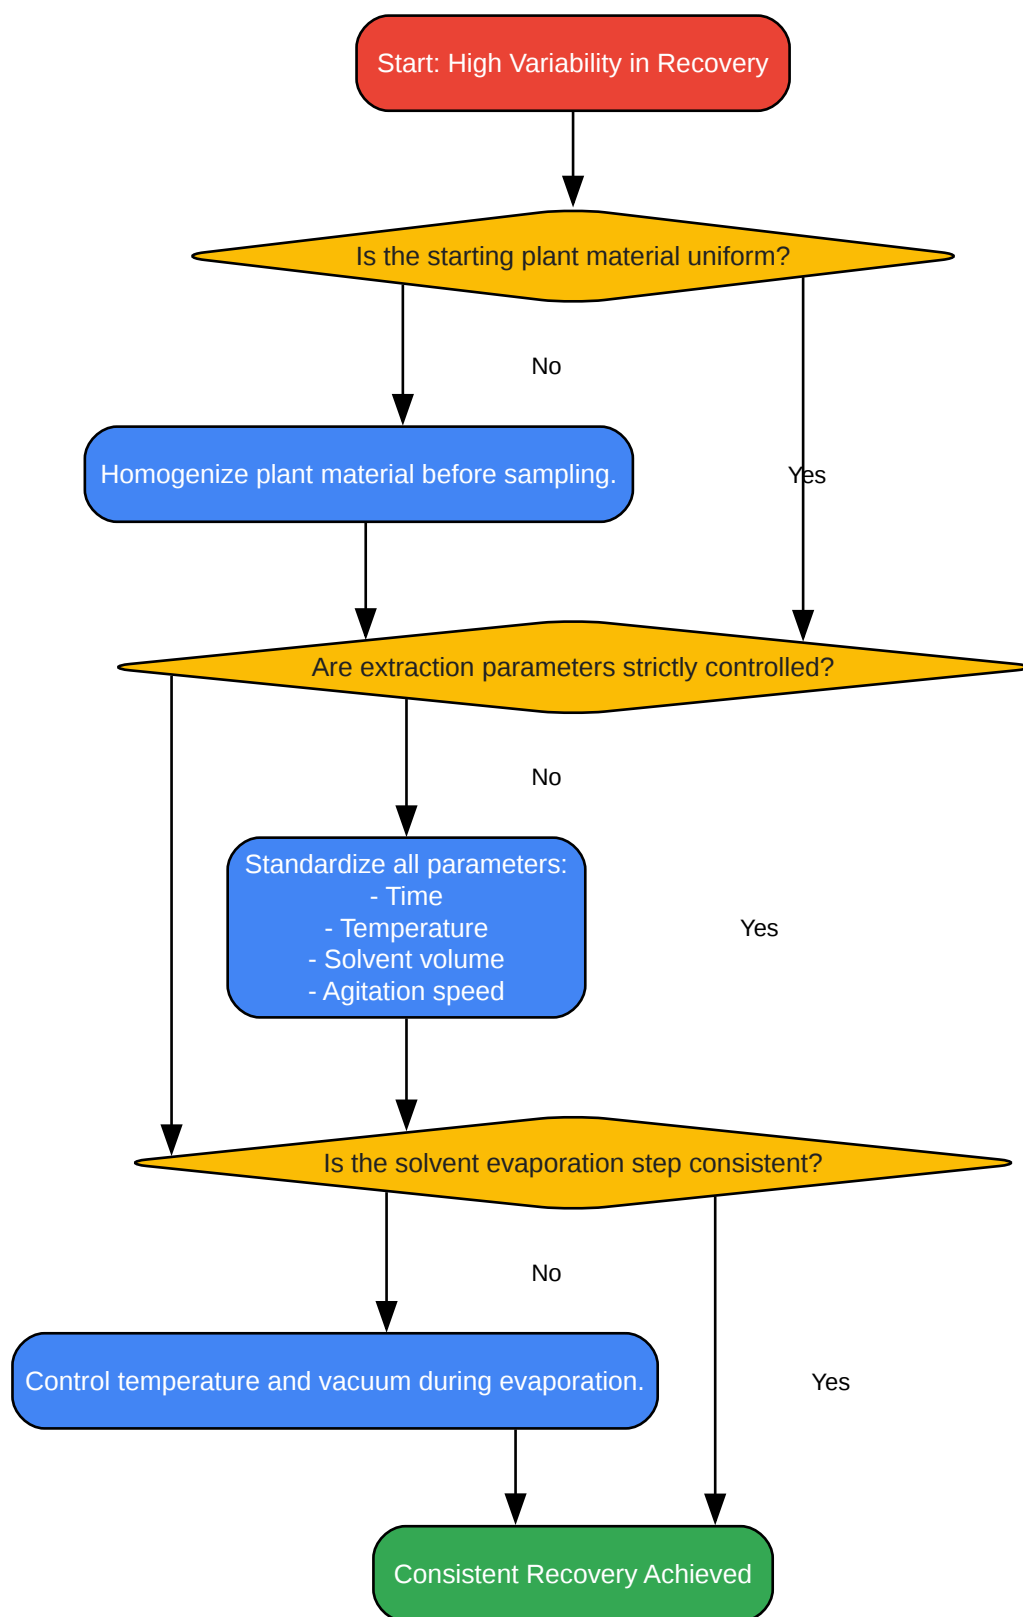 Start: High Variability in Recovery
Is the starting plant material uniform?
No
Homogenize plant material before sampling.
Yes
Are extraction parameters strictly controlled?
No
Standardize all parameters:
- Time
- Temperature
- Solvent volume
- Agitation speed
Yes
Is the solvent evaporation step consistent?
No
Control temperature and vacuum during evaporation.
Yes
Consistent Recovery Achieved